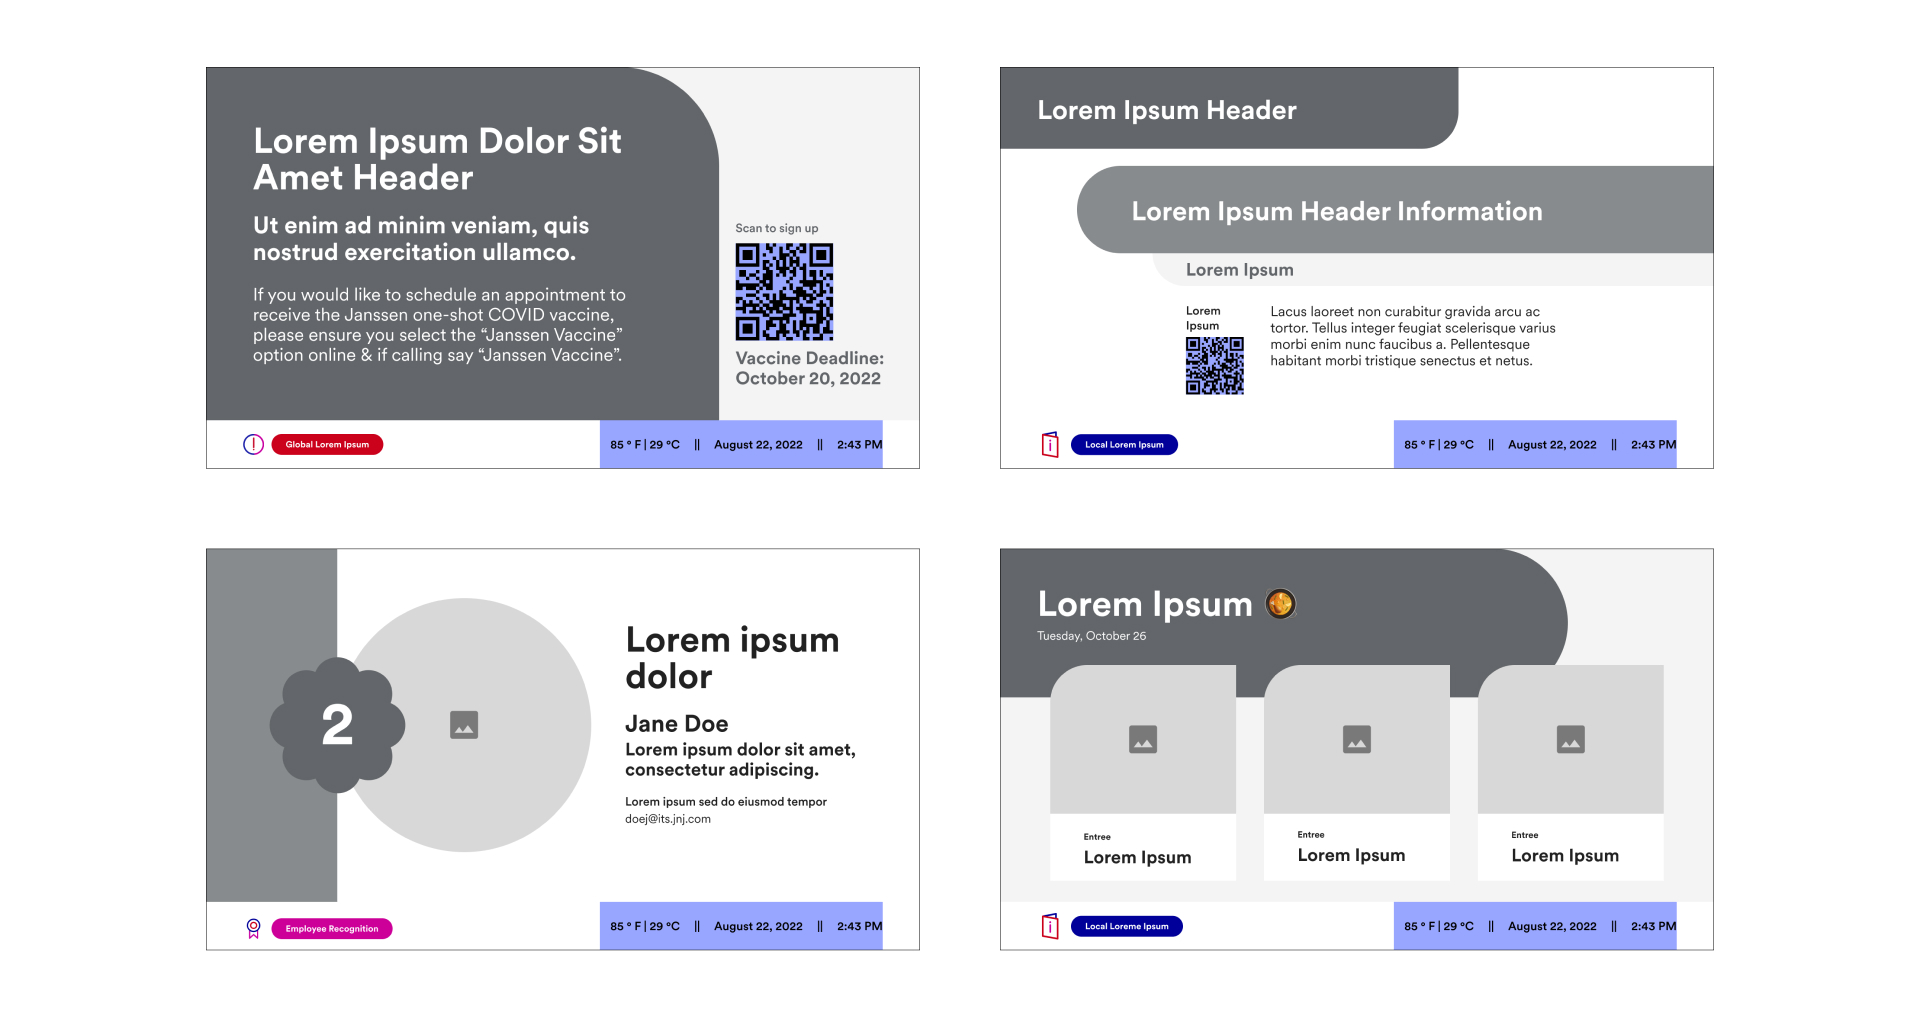 Lorem Ipsum Dolor Sit
Amet Header
Ut enim ad minim veniam, quis
nostrud exercitation ullamco.
If you would like to schedule an appointment to
receive the Janssen one-shot COVID vaccine,
please ensure you select the “Janssen Vaccine”
option online & if calling say “Janssen Vaccine”.
Scan to sign up
Vaccine Deadline:
October 20, 2022
Global Lorem Ipsum
85 ° F | 29 °C || August 22, 2022 || 2:43 PM
Lorem Ipsum Header
Lorem Ipsum Header Information
Lorem Ipsum
Lorem
Ipsum
Lacus laoreet non curabitur gravida arcu ac
tortor. Tellus integer feugiat scelerisque varius
morbi enim nunc faucibus a. Pellentesque
habitant morbi tristique senectus et netus.
Local Lorem Ipsum
85 ° F | 29 °C || August 22, 2022 || 2:43 PM
2
Lorem ipsum
dolor
Jane Doe
Lorem ipsum dolor sit amet,
consectetur adipiscing.
Lorem ipsum sed do eiusmod tempor
doej@its.jnj.com
Employee Recognition
85 ° F | 29 °C || August 22, 2022 || 2:43 PM
Lorem Ipsum
Tuesday, October 26
Entree
Lorem Ipsum
Entree
Lorem Ipsum
Entree
Lorem Ipsum
Local Loreme Ipsum
85 ° F | 29 °C || August 22, 2022 || 2:43 PM